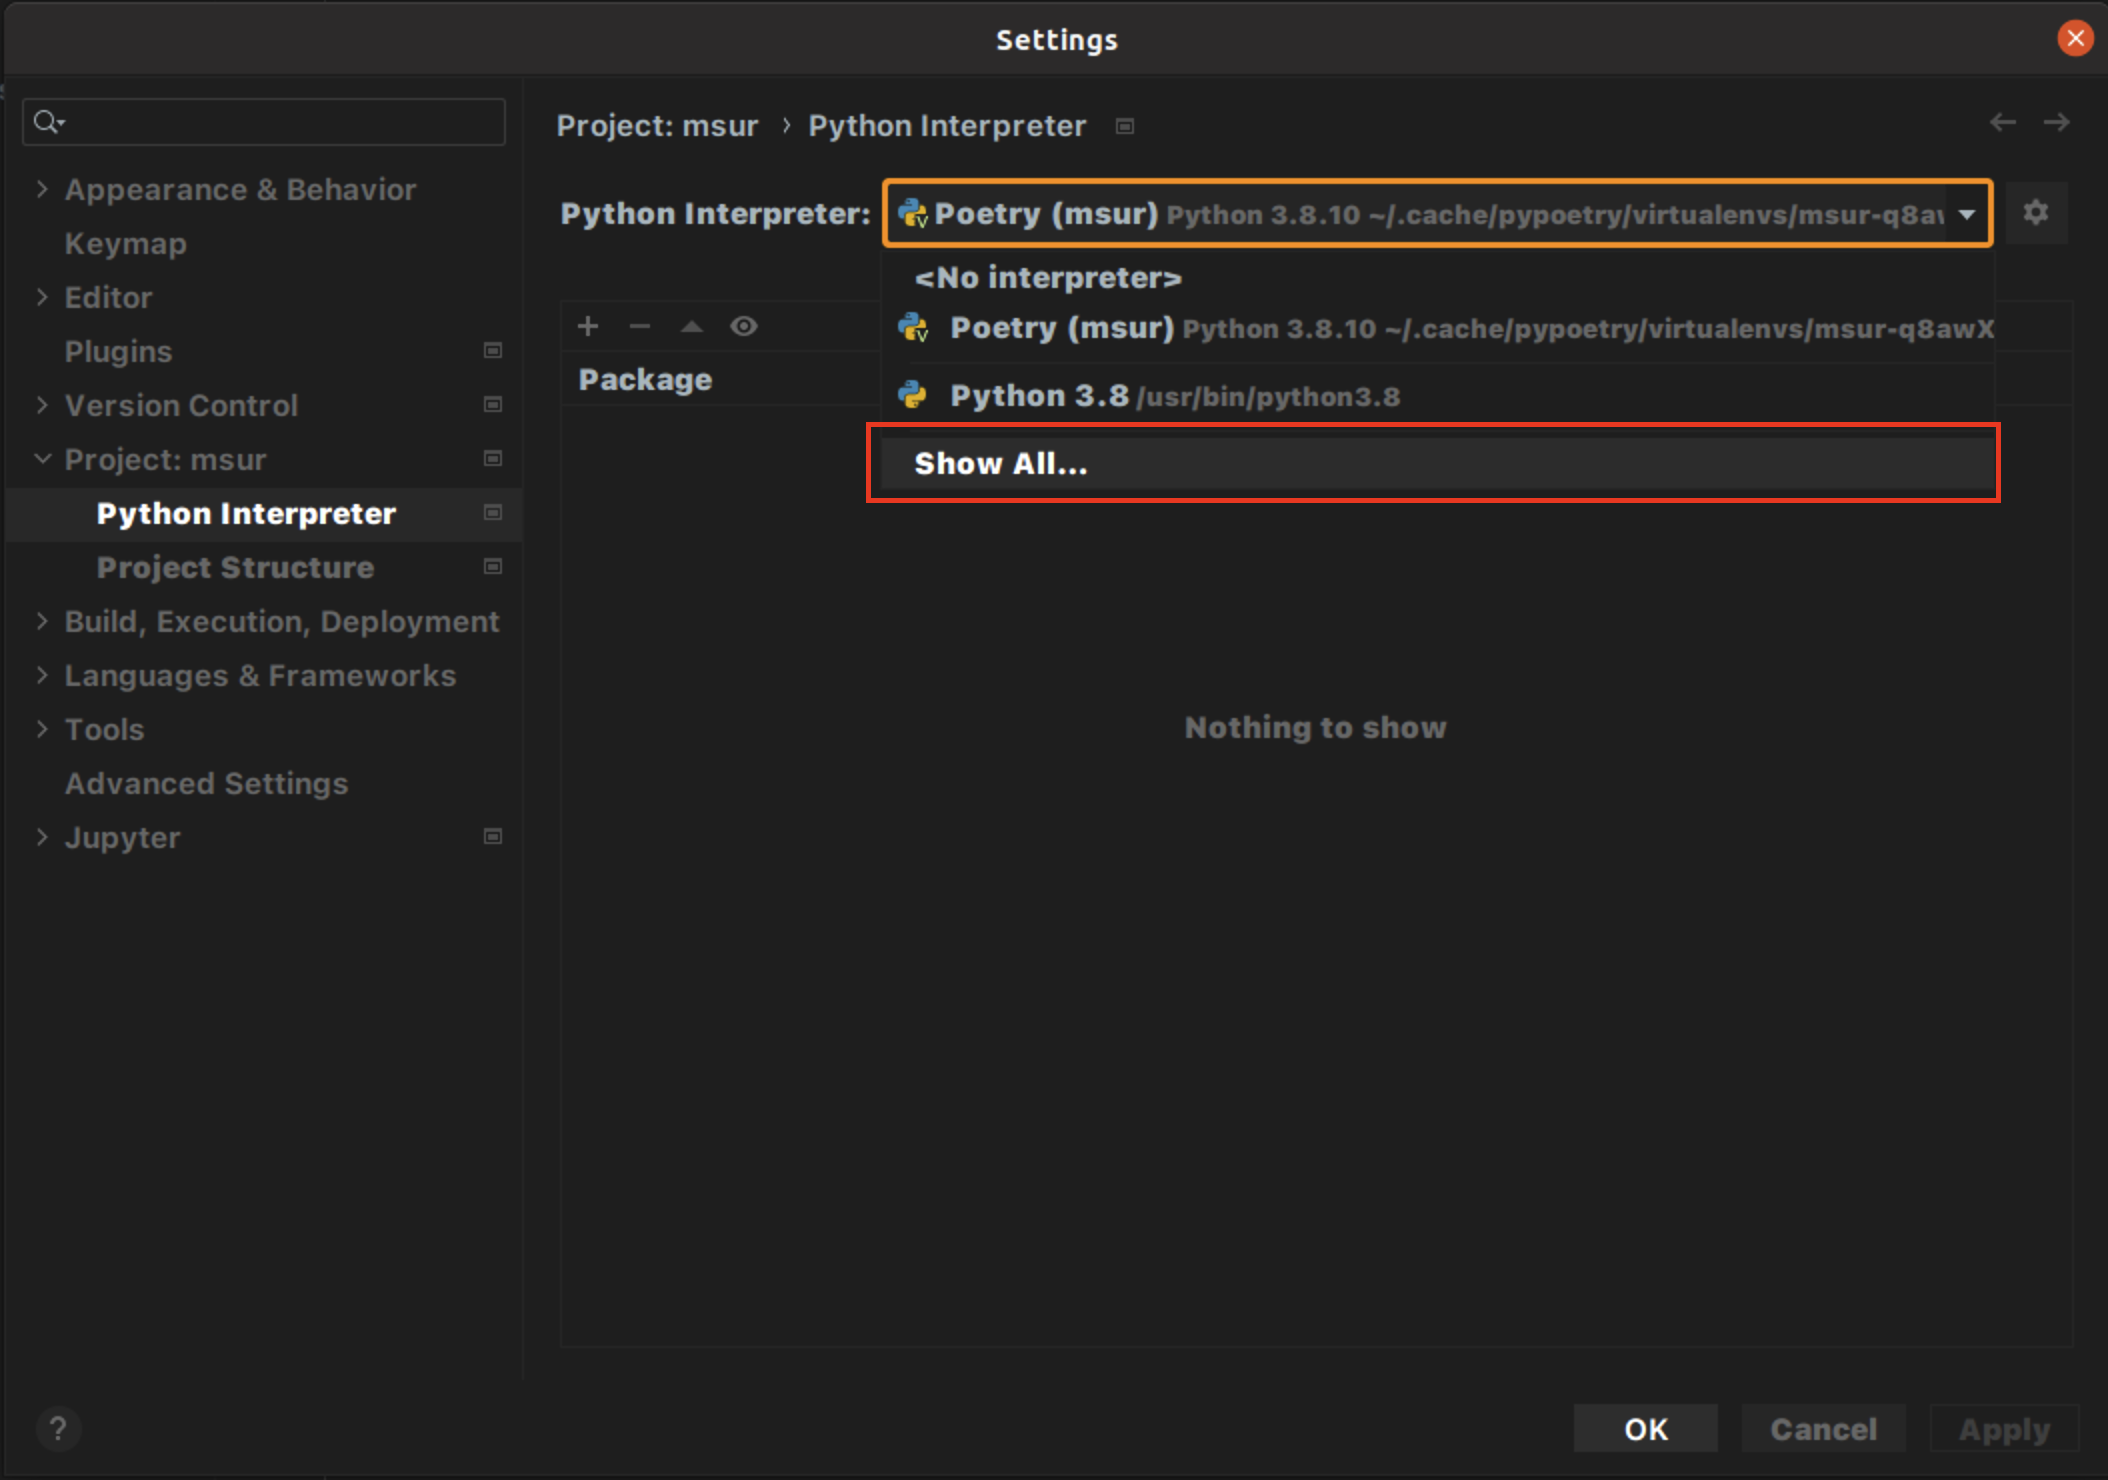 Settings
Project: msur › Python Interpreter
Appearance & Behavior
Keymap
Editor
Plugins
Version Control
Project: msur
Python Interpreter
Project Structure
Build, Execution, Deployment
Languages & Frameworks
Tools
Advanced Settings
Jupyter
Python Interpreter: Poetry (msur) Python 3.8.10 ~/.cache/pypoetry/virtualenvs/msur-q8a
<No interpreter>
Poetry (msur) Python 3.8.10 ~/.cache/pypoetry/virtualenvs/msur-q8awX
Python 3.8 /usr/bin/python3.8
Show All...
Package
Nothing to show
?
OK Cancel Apply